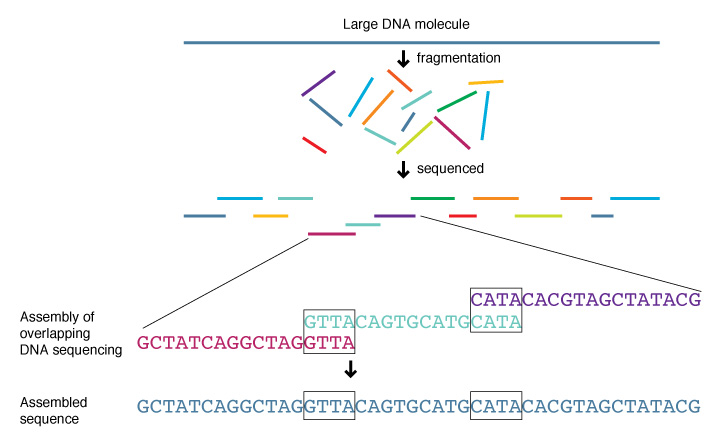 Large DNA molecule
fragmentation
sequenced
CATACACGTAGCTATACG
GTTACAGTGCATGCATA
Assembly of
overlapping
DNA sequencing
GCTATCAGGCTAGGTTA
Assembled
sequence
GCTATCAGGCTAGGTTACAGTGCATGCATACACGTAGCTATACG